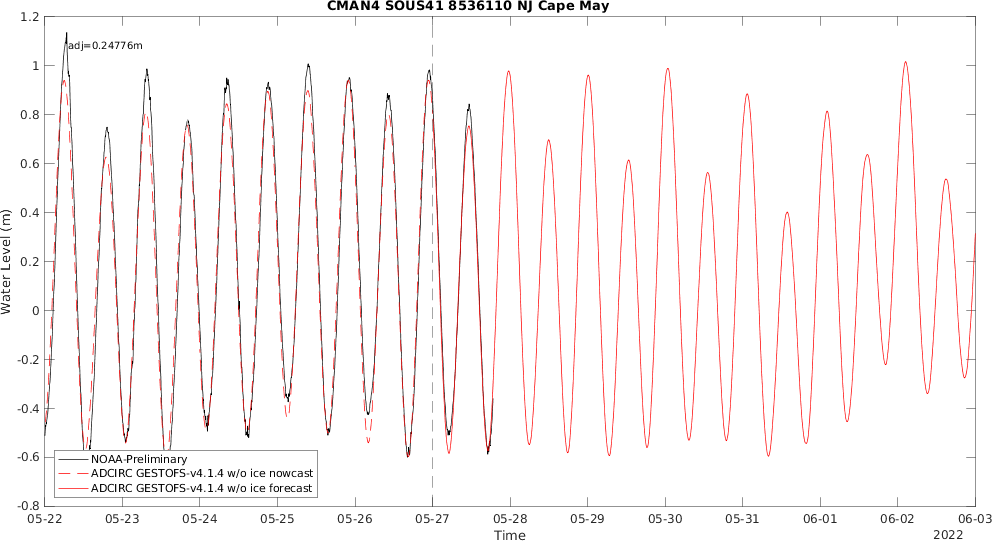 CMAN4 SOUS41 8536110 NJ Cape May
adj=0.24776m
Water Level (m)
1.2
1
0.8
0.6
0.4
0.2
0
-0.2
-0.4
-0.6
-0.8
NOAA-Preliminary
ADCIRC GESTOFS-v4.1.4 w/o ice nowcast
ADCIRC GESTOFS-v4.1.4 w/o ice forecast
05-22 05-23 05-24 05-25 05-26 05-27 05-28 05-29 05-30 05-31 06-01 06-02 06-03
Time
2022